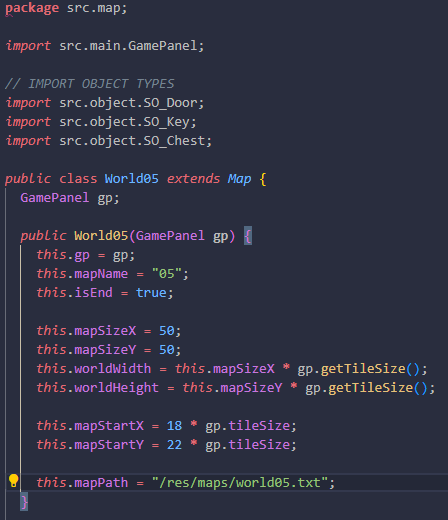 package src.map;
import src.main.GamePanel;
// IMPORT OBJECT TYPES
import src.object.SO_Door;
import src.object.SO_Key;
import src.object.SO_Chest;
public class World05 extends Map {
GamePanel gp;
public World05(GamePanel gp) {
this.gp = gp;
this.mapName = "05";
this.isEnd = true;
this.mapSizeX = 50;
this.mapSizeY = 50;
this.worldWidth = this.mapSizeX * gp.getTileSize();
this.worldHeight = this.mapSizeY * gp.getTileSize();
this.mapStartX = 18 * gp.tileSize;
this.mapStartY = 22 * gp.tileSize;
this.mapPath = "/res/maps/world05.txt";
}